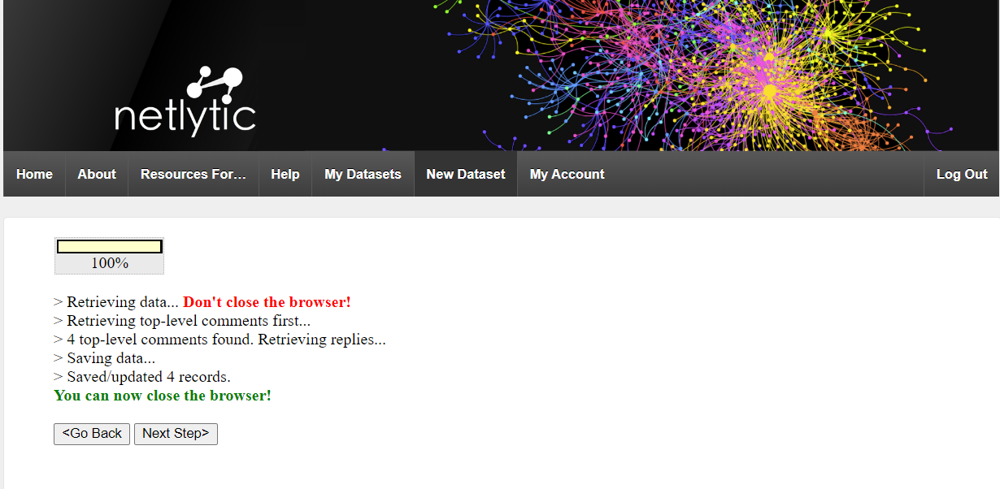 netlytic
Home About Resources For... Help My Datasets New Dataset My Account Log Out
100%
> Retrieving data... Don't close the browser!
> Retrieving top-level comments first...
> 4 top-level comments found. Retrieving replies...
> Saving data...
> Saved/updated 4 records.
You can now close the browser!
<Go Back Next Step>